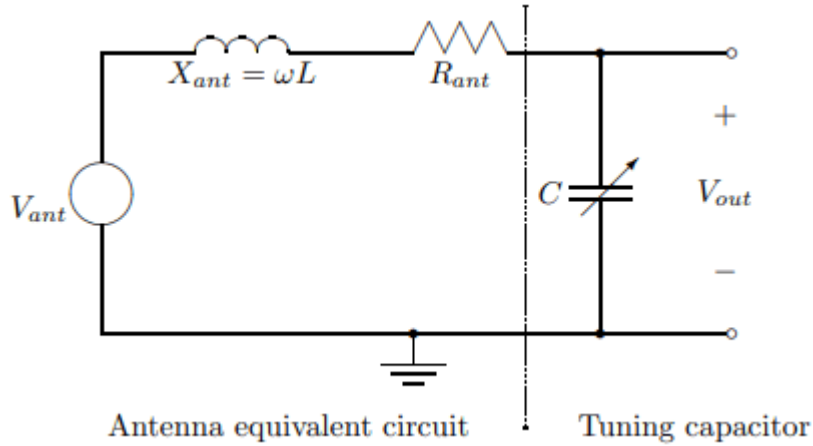 X_ant = ωL
R_ant
+
V_ant
C
V_out
−
Antenna equivalent circuit
Tuning capacitor